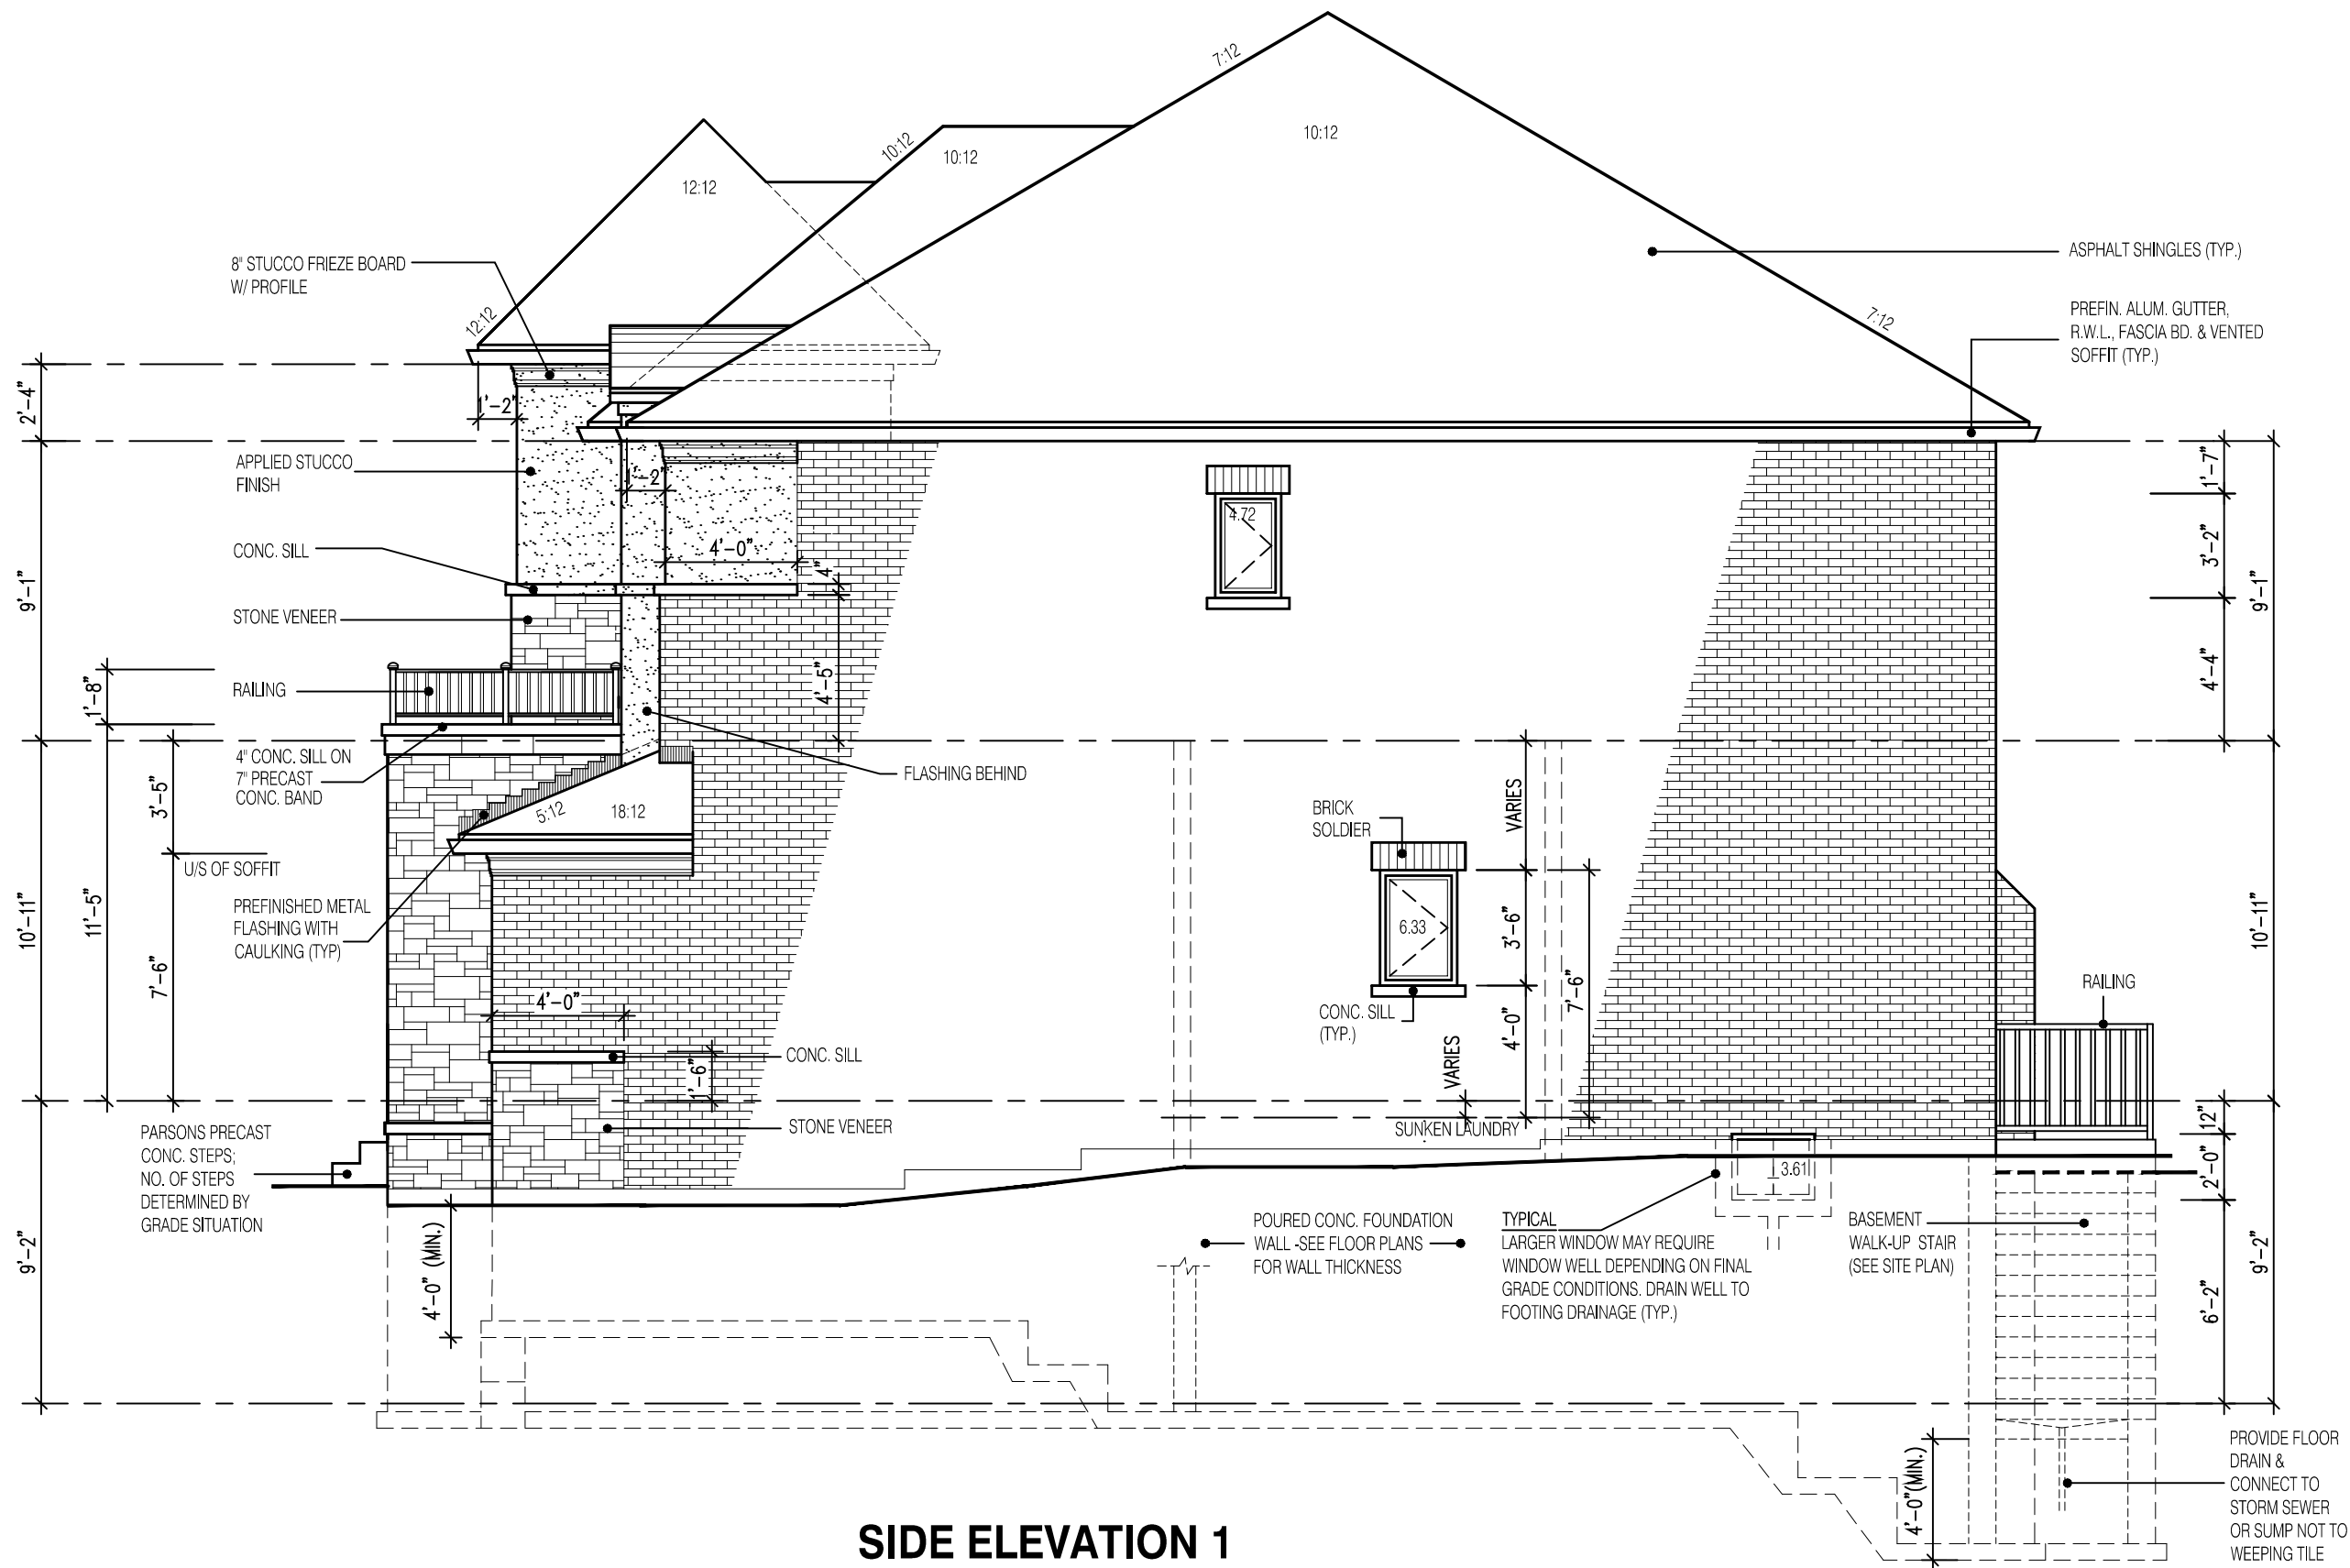 7:12
10:12
10:12
10:12
12:12
12:12
7:12
8" STUCCO FRIEZE BOARD
W/ PROFILE
ASPHALT SHINGLES (TYP.)
PREFIN. ALUM. GUTTER,
R.W.L., FASCIA BD. & VENTED
SOFFIT (TYP.)
2'-4"
1'-2"
APPLIED STUCCO
FINISH
1'-2"
4.72
1'-7"
3'-2"
4'-4"
9'-1"
9'-1"
CONC. SILL
4'-0"
4"
STONE VENEER
4'-5"
RAILING
1'-8"
4" CONC. SILL ON
7" PRECAST
CONC. BAND
FLASHING BEHIND
3'-5"
5:12
18:12
BRICK
SOLDIER
VARIES
U/S OF SOFFIT
PREFINISHED METAL
FLASHING WITH
CAULKING (TYP)
10'-11"
11'-5"
7'-6"
6.33
3'-6"
7'-6"
4'-0"
10'-11"
RAILING
4'-0"
CONC. SILL
(TYP.)
CONC. SILL
1'-6"
VARIES
STONE VENEER
SUNKEN LAUNDRY
12"
2'-0"
PARSONS PRECAST
CONC. STEPS;
NO. OF STEPS
DETERMINED BY
GRADE SITUATION
3.61
9'-2"
4'-0" (MIN.)
POURED CONC. FOUNDATION
WALL -SEE FLOOR PLANS
FOR WALL THICKNESS
TYPICAL
LARGER WINDOW MAY REQUIRE
WINDOW WELL DEPENDING ON FINAL
GRADE CONDITIONS. DRAIN WELL TO
FOOTING DRAINAGE (TYP.)
BASEMENT
WALK-UP STAIR
(SEE SITE PLAN)
6'-2"
9'-2"
4'-0"(MIN.)
PROVIDE FLOOR
DRAIN &
CONNECT TO
STORM SEWER
OR SUMP NOT TO
WEEPING TILE
SIDE ELEVATION 1